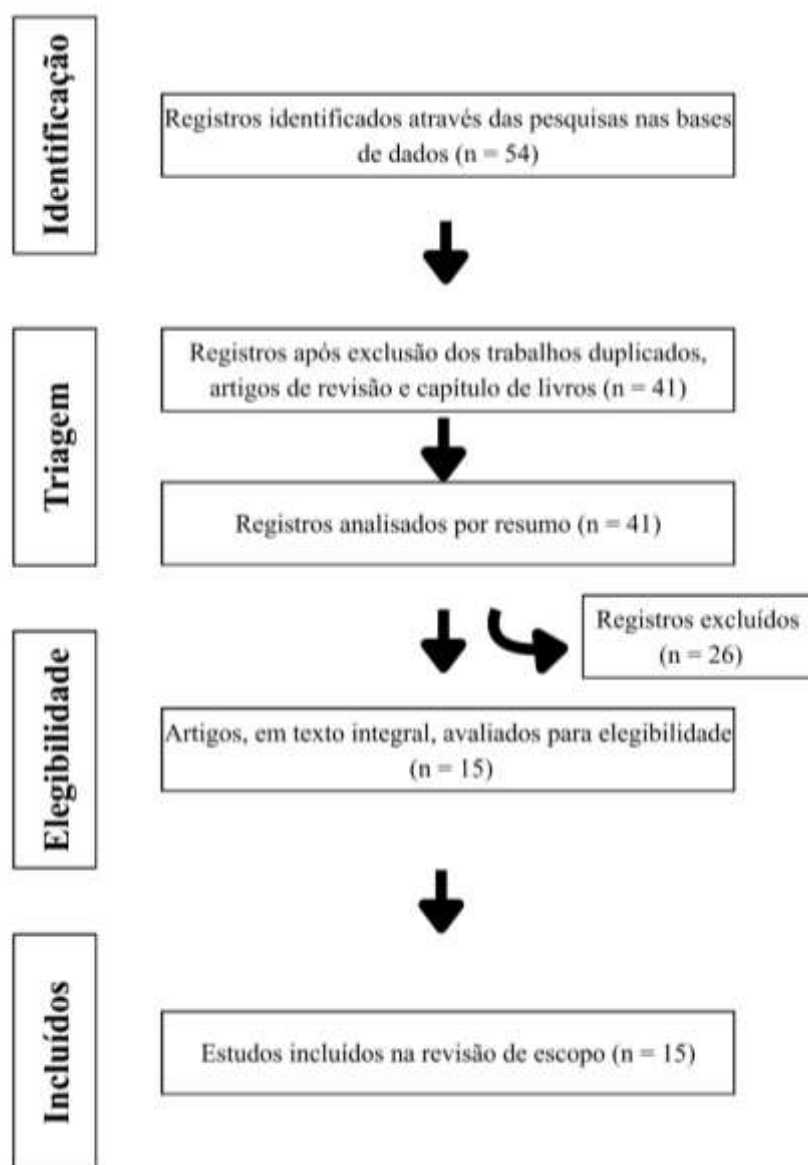 Identificação
Registros identificados através das pesquisas nas bases
de dados (n = 54)
Triagem
Registros após exclusão dos trabalhos duplicados,
artigos de revisão e capítulo de livros (n = 41)
Registros analisados por resumo (n = 41)
Elegibilidade
Registros excluídos
(n = 26)
Artigos, em texto integral, avaliados para elegibilidade
(n = 15)
Incluídos
Estudos incluídos na revisão de escopo (n = 15)